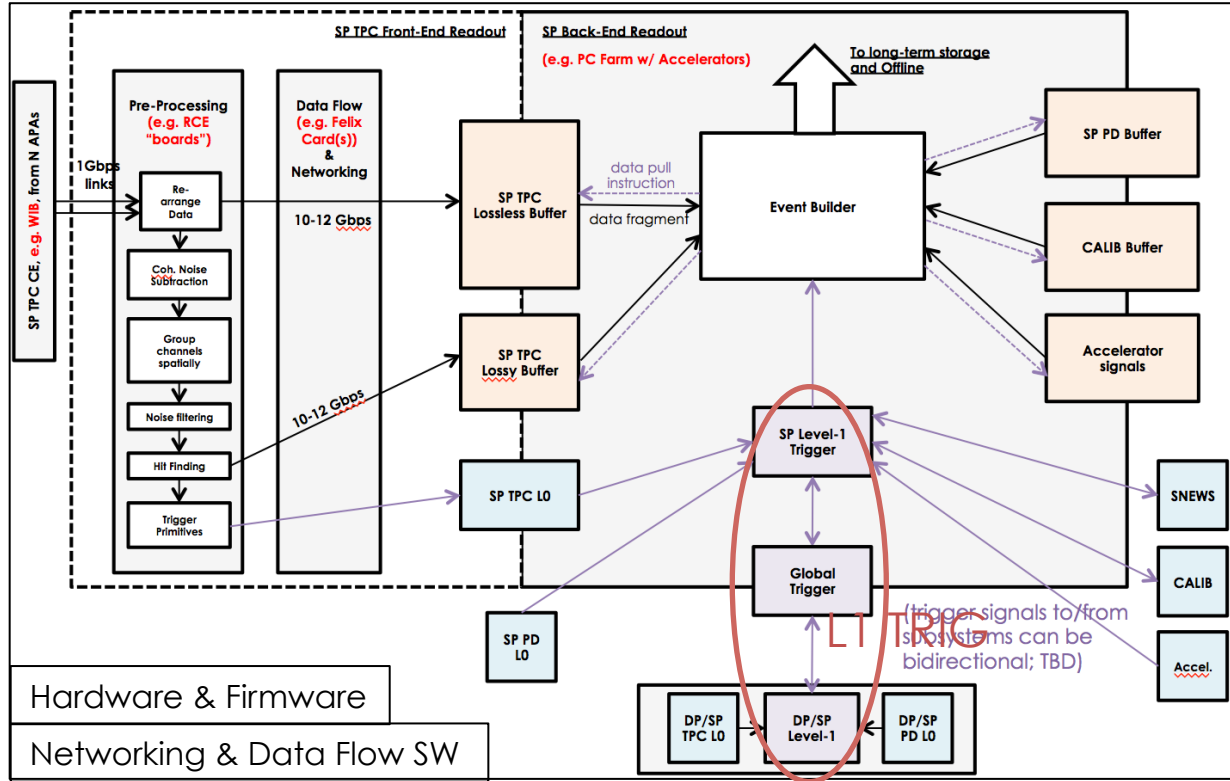 SP TPC Front-End Readout
SP Back-End Readout
(e.g. PC Farm w/ Accelerators)
To long-term storage
and Offline
SP TPC CE, e.g. WIB, from N APAs
1Gbps
links
Pre-Processing
(e.g. RCE
"boards")
Re-
arrange
Data
Coh. Noise
Subtraction
Group
channels
spatially
Noise filtering
Hit Finding
Trigger
Primitives
Data Flow
(e.g. Felix
Card(s))
&
Networking
10-12 Gbps
10-12 Gbps
SP TPC
Lossless Buffer
SP TPC
Lossy Buffer
SP TPC L0
data pull
instruction
data fragment
Event Builder
SP PD Buffer
CALIB Buffer
Accelerator
signals
SP Level-1
Trigger
Global
Trigger
SNEWS
CALIB
Accel.
SP PD
L0
L1 TRIG
(trigger signals to/from
subsystems can be
bidirectional; TBD)
DP/SP
TPC L0
DP/SP
Level-1
DP/SP
PD L0
Hardware & Firmware
Networking & Data Flow SW